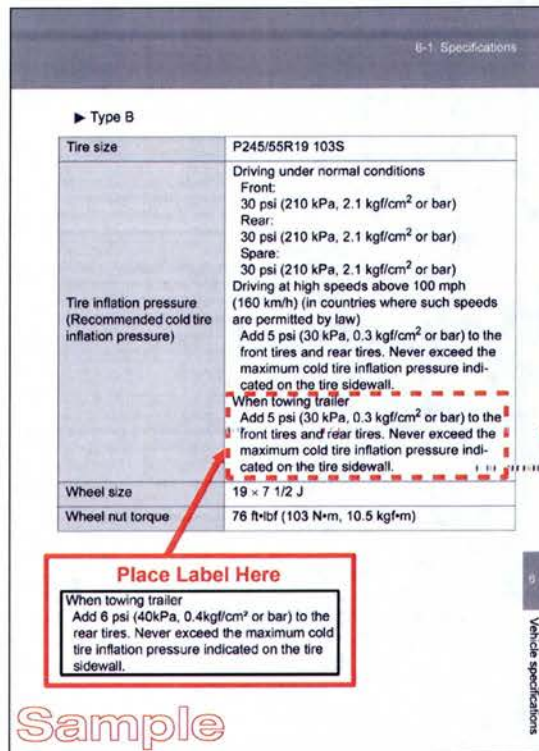 6-1. Specifications
▶ Type B
Tire size
P245/55R19 103S
Tire inflation pressure
(Recommended cold tire
inflation pressure)
Driving under normal conditions
Front:
30 psi (210 kPa, 2.1 kgf/cm² or bar)
Rear:
30 psi (210 kPa, 2.1 kgf/cm² or bar)
Spare:
30 psi (210 kPa, 2.1 kgf/cm² or bar)
Driving at high speeds above 100 mph
(160 km/h) (in countries where such speeds
are permitted by law)
Add 5 psi (30 kPa, 0.3 kgf/cm² or bar) to the
front tires and rear tires. Never exceed the
maximum cold tire inflation pressure indi-
cated on the tire sidewall.
When towing trailer
Add 5 psi (30 kPa, 0.3 kgf/cm² or bar) to the
front tires and rear tires. Never exceed the
maximum cold tire inflation pressure indi-
cated on the tire sidewall.
Wheel size
19 × 7 1/2 J
Wheel nut torque
76 ft•lbf (103 N•m, 10.5 kgf•m)
Place Label Here
When towing trailer
Add 6 psi (40kPa, 0.4kgf/cm² or bar) to the
rear tires. Never exceed the maximum cold
tire inflation pressure indicated on the tire
sidewall.
6
Vehicle specifications
Sample